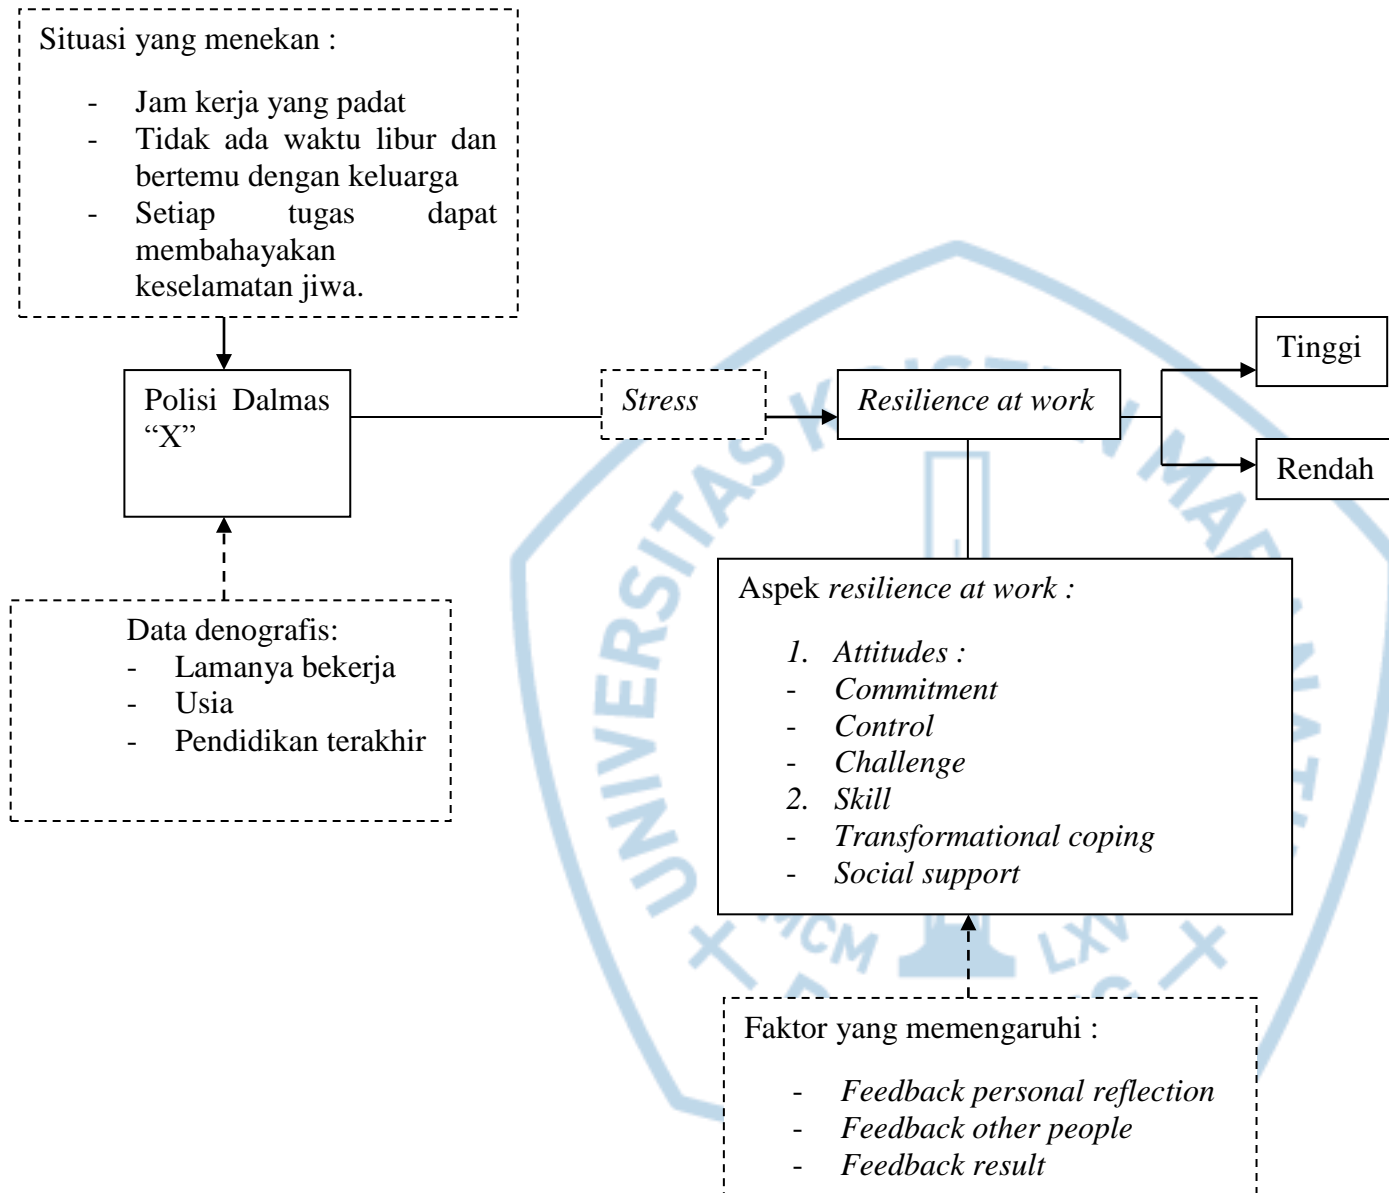 Situasi yang menekan :
- Jam kerja yang padat
- Tidak ada waktu libur dan
bertemu dengan keluarga
- Setiap tugas dapat
membahayakan
keselamatan jiwa.
Polisi Dalmas
“X”
Stress
Resilience at work
Tinggi
Rendah
Data denografis:
- Lamanya bekerja
- Usia
- Pendidikan terakhir
Aspek resilience at work :
1. Attitudes :
- Commitment
- Control
- Challenge
2. Skill
- Transformational coping
- Social support
Faktor yang memengaruhi :
- Feedback personal reflection
- Feedback other people
- Feedback result
UNIVERSITAS
MCM
LXV